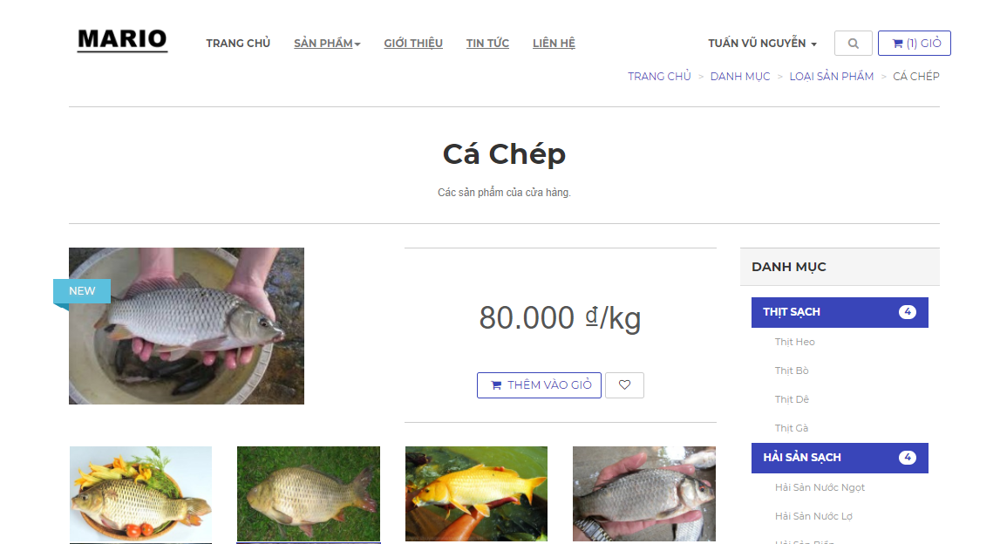 MARIO TRANG CHỦ SẢN PHẨM GIỚI THIỆU TIN TỨC LIÊN HỆ TUẤN VŨ NGUYỄN (1) GIỎ
TRANG CHỦ > DANH MỤC > LOẠI SẢN PHẨM > CÁ CHÉP
Cá Chép
Các sản phẩm của cửa hàng.
NEW
80.000 ₫/kg
THÊM VÀO GIỎ
DANH MỤC
THỊT SẠCH 4
Thịt Heo
Thịt Bò
Thịt Dê
Thịt Gà
HẢI SẢN SẠCH 4
Hải Sản Nước Ngọt
Hải Sản Nước Lợ
Hải Sản Biển